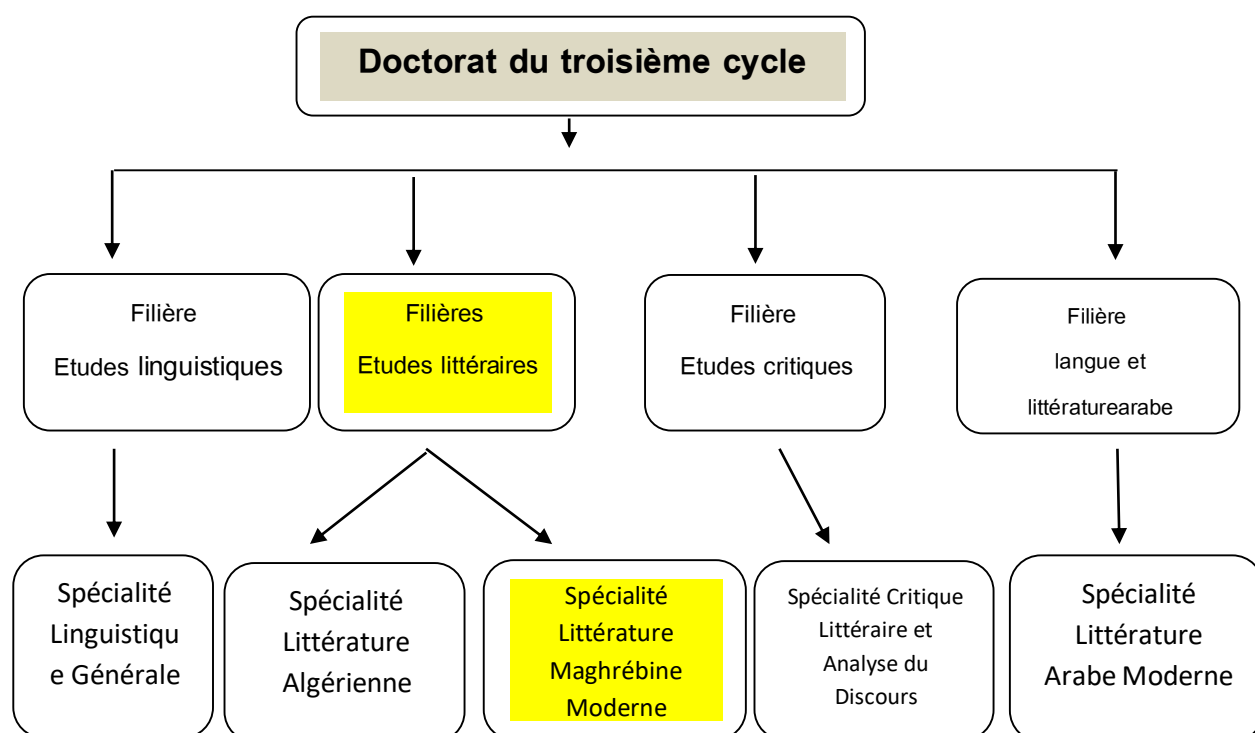 Doctorat du troisième cycle
Filière
Etudes linguistiques
Filières
Etudes littéraires
Filière
Etudes critiques
Filière
langue et
littératurearabe
Spécialité
Linguistiqu
e Générale
Spécialité
Littérature
Algérienne
Spécialité
Littérature
Maghrébine
Moderne
Spécialité Critique
Littéraire et
Analyse du
Discours
Spécialité
Littérature
Arabe Moderne